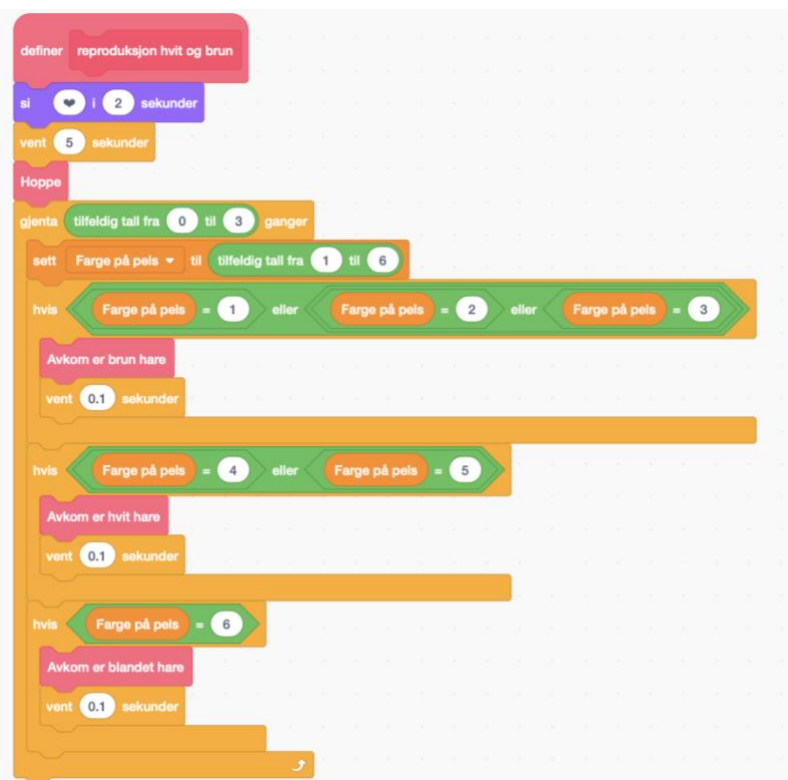 definer reproduksjon hvit og brun
si ❤ i 2 sekunder
vent 5 sekunder
Hoppe
gjenta tilfeldig tall fra 0 til 3 ganger
sett Farge på pels til tilfeldig tall fra 1 til 6
hvis Farge på pels = 1 eller Farge på pels = 2 eller Farge på pels = 3
Avkom er brun hare
vent 0.1 sekunder
hvis Farge på pels = 4 eller Farge på pels = 5
Avkom er hvit hare
vent 0.1 sekunder
hvis Farge på pels = 6
Avkom er blandet hare
vent 0.1 sekunder